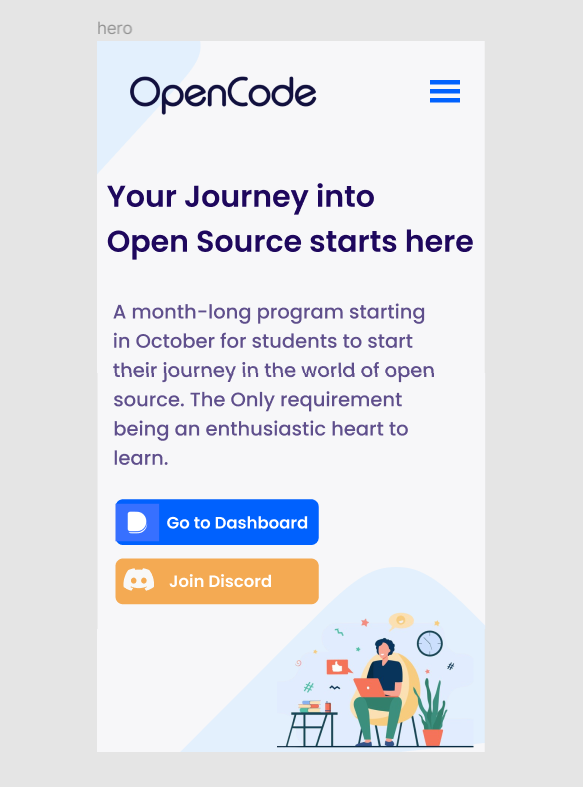 hero
OpenCode
Your Journey into
Open Source starts here
A month-long program starting
in October for students to start
their journey in the world of open
source. The Only requirement
being an enthusiastic heart to
learn.
Go to Dashboard
Join Discord
#
#